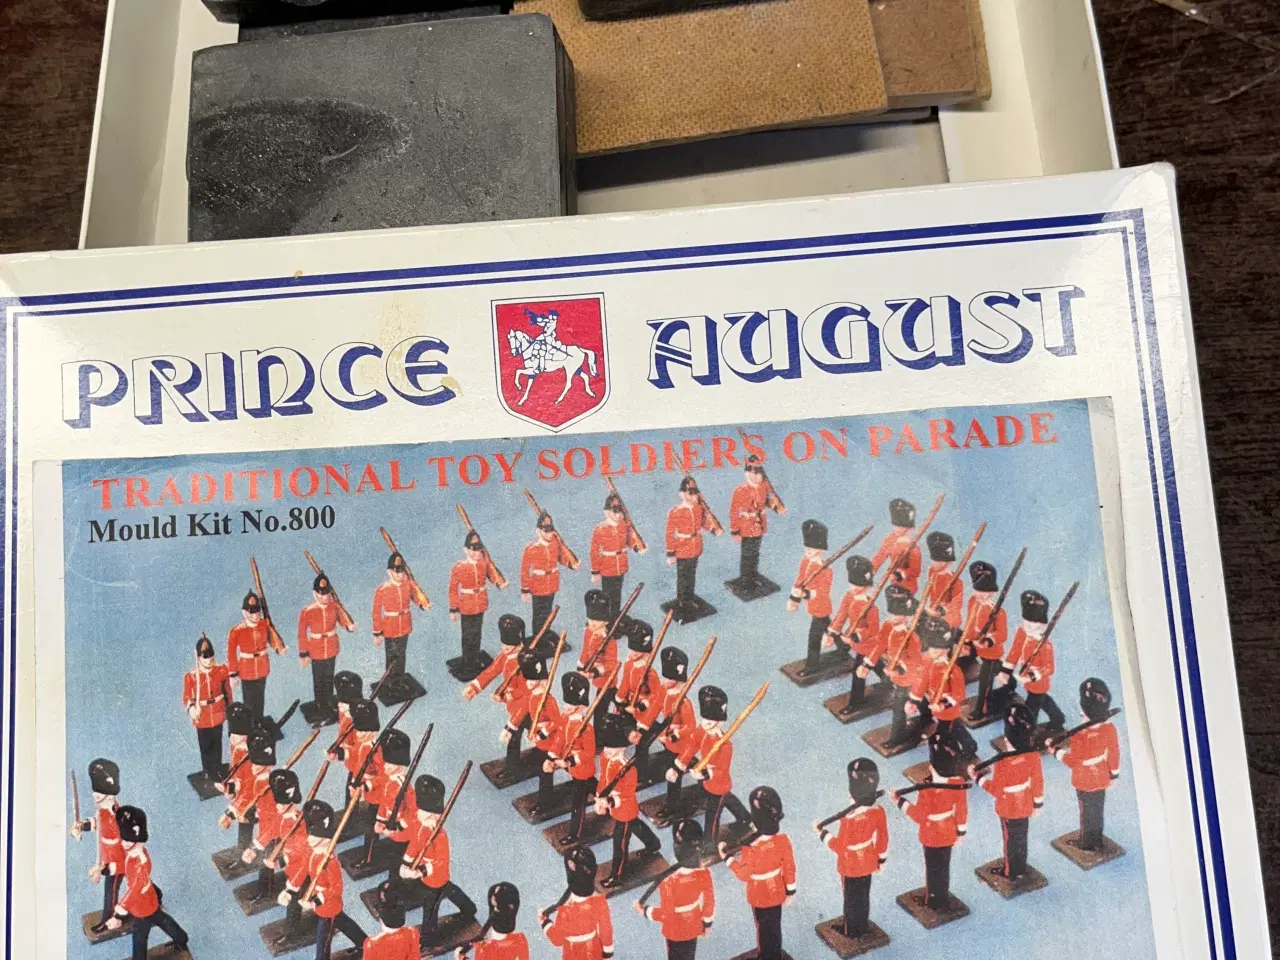 PRINCE AUGUST
TRADITIONAL TOY SOLDIERS ON PARADE
Mould Kit No.800